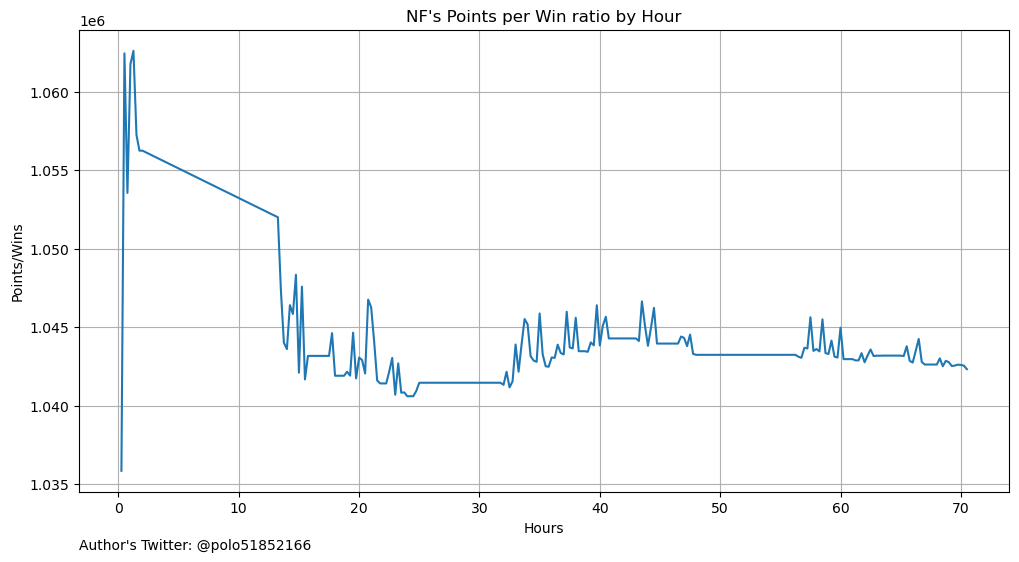 NF's Points per Win ratio by Hour
1e6
1.060
1.055
1.050
1.045
1.040
1.035
Points/Wins
0 10 20 30 40 50 60 70
Hours
Author's Twitter: @polo51852166